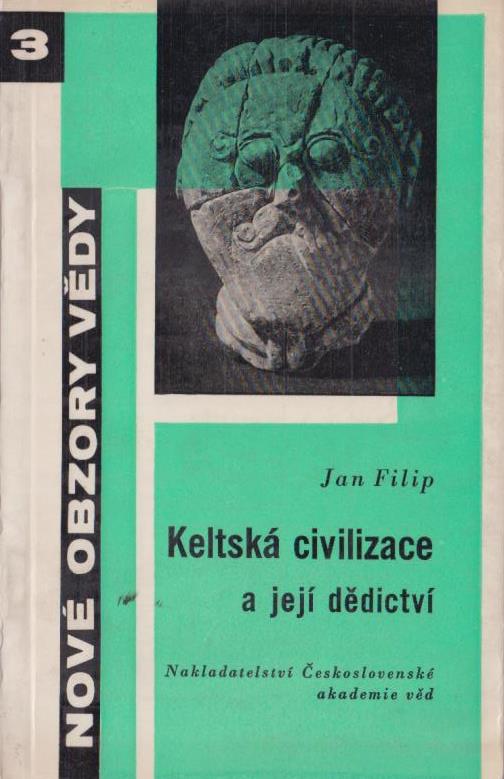 3
NOVÉ OBZORY VĚDY
Jan Filip
Keltská civilizace
a její dědictví
Nakladatelství Československé
akademie věd